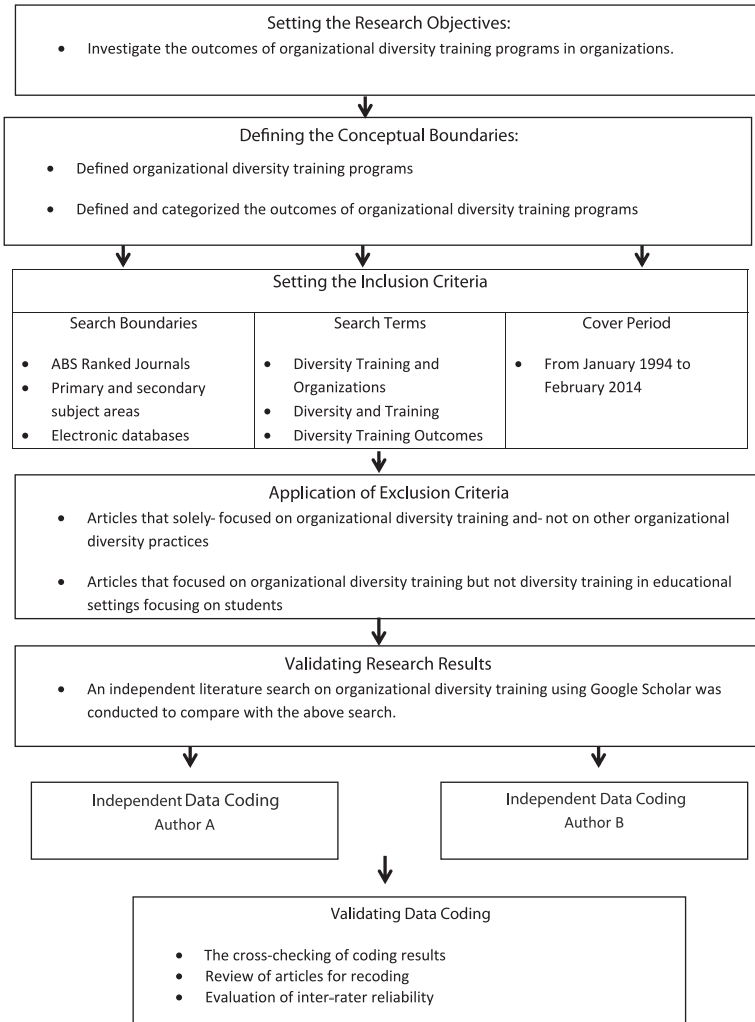 Setting the Research Objectives:
• Investigate the outcomes of organizational diversity training programs in organizations.
Defining the Conceptual Boundaries:
• Defined organizational diversity training programs
• Defined and categorized the outcomes of organizational diversity training programs
Setting the Inclusion Criteria
Search Boundaries
• ABS Ranked Journals
• Primary and secondary
subject areas
• Electronic databases
Search Terms
• Diversity Training and
Organizations
• Diversity and Training
• Diversity Training Outcomes
Cover Period
• From January 1994 to
February 2014
Application of Exclusion Criteria
• Articles that solely- focused on organizational diversity training and- not on other organizational
diversity practices
• Articles that focused on organizational diversity training but not diversity training in educational
settings focusing on students
Validating Research Results
• An independent literature search on organizational diversity training using Google Scholar was
conducted to compare with the above search.
Independent Data Coding
Author A
Independent Data Coding
Author B
Validating Data Coding
• The cross-checking of coding results
• Review of articles for recoding
• Evaluation of inter-rater reliability